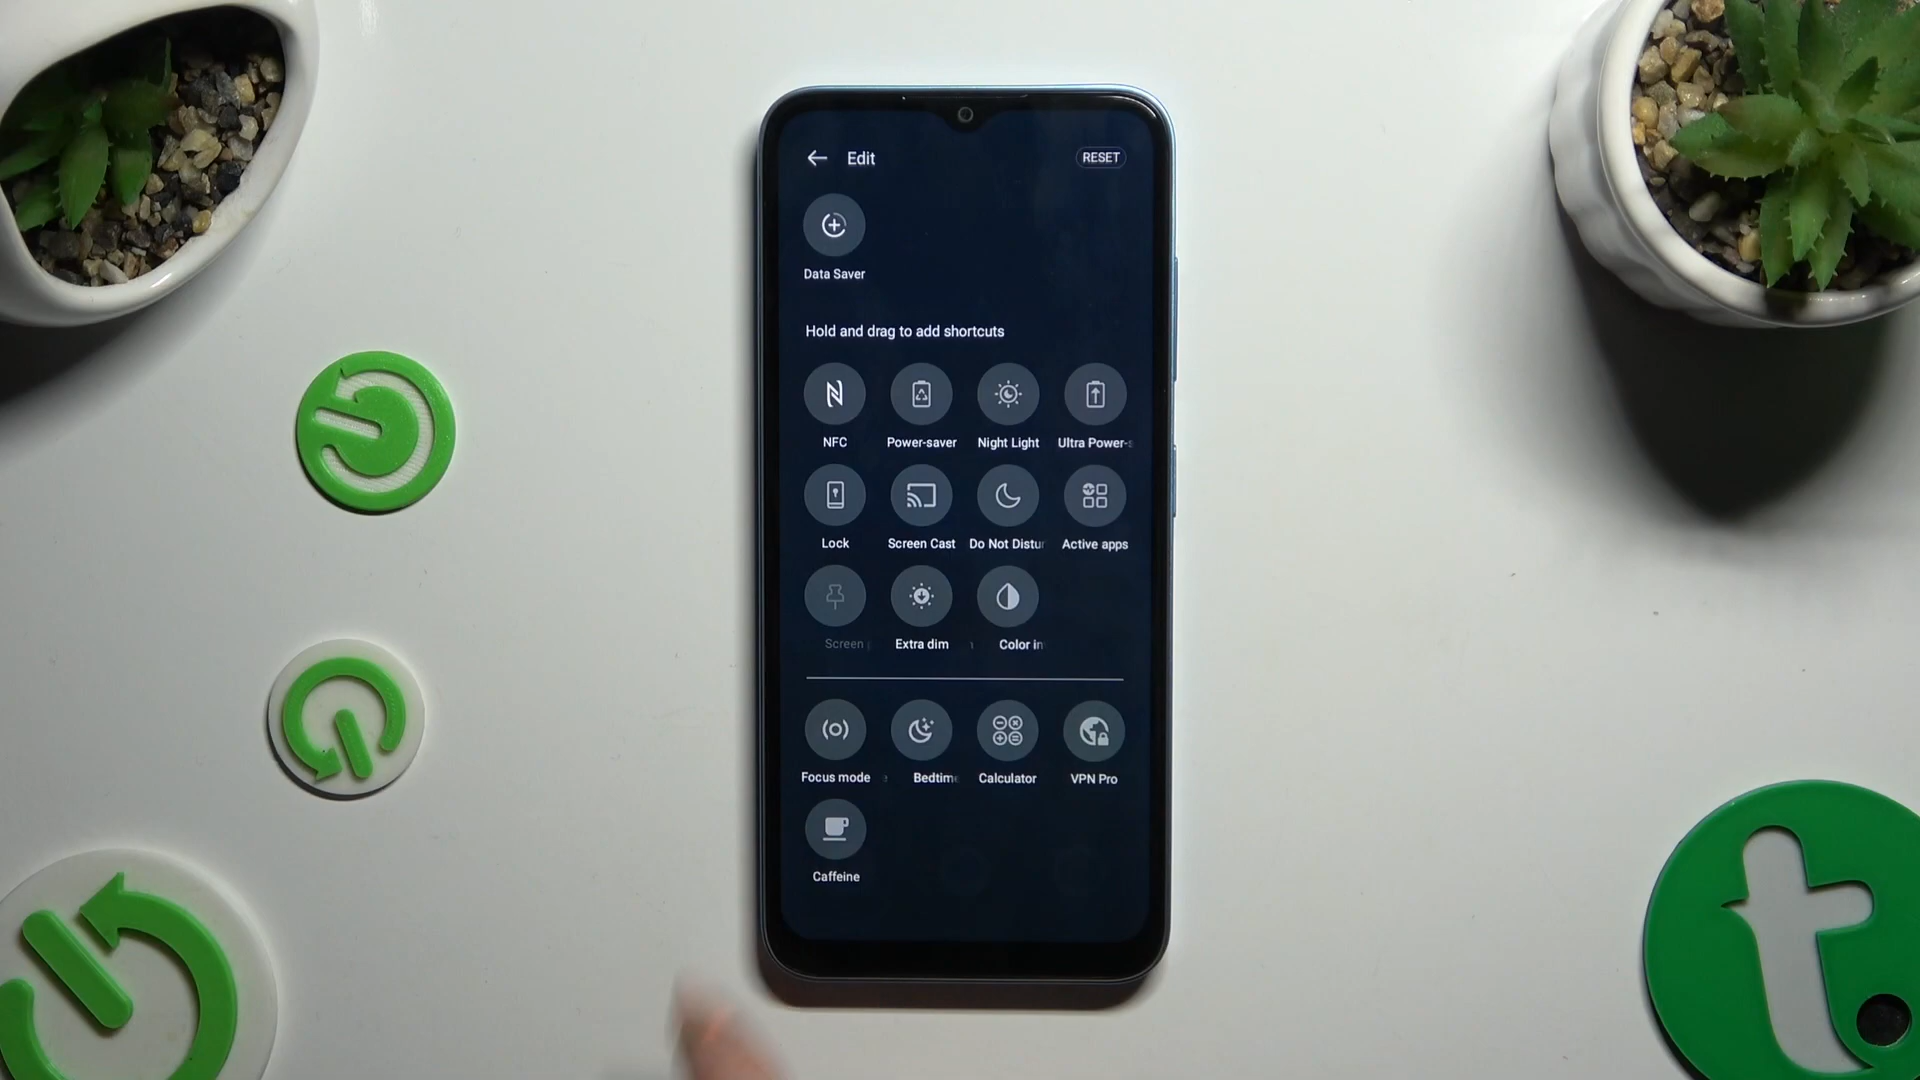 Edit RESET
Data Saver
Hold and drag to add shortcuts
NFC Power-saver Night Light Ultra Power-s
Lock Screen Cast Do Not Distur Active apps
Screen Extra dim Color in
Focus mode Bedtim Calculator VPN Pro
Caffeine